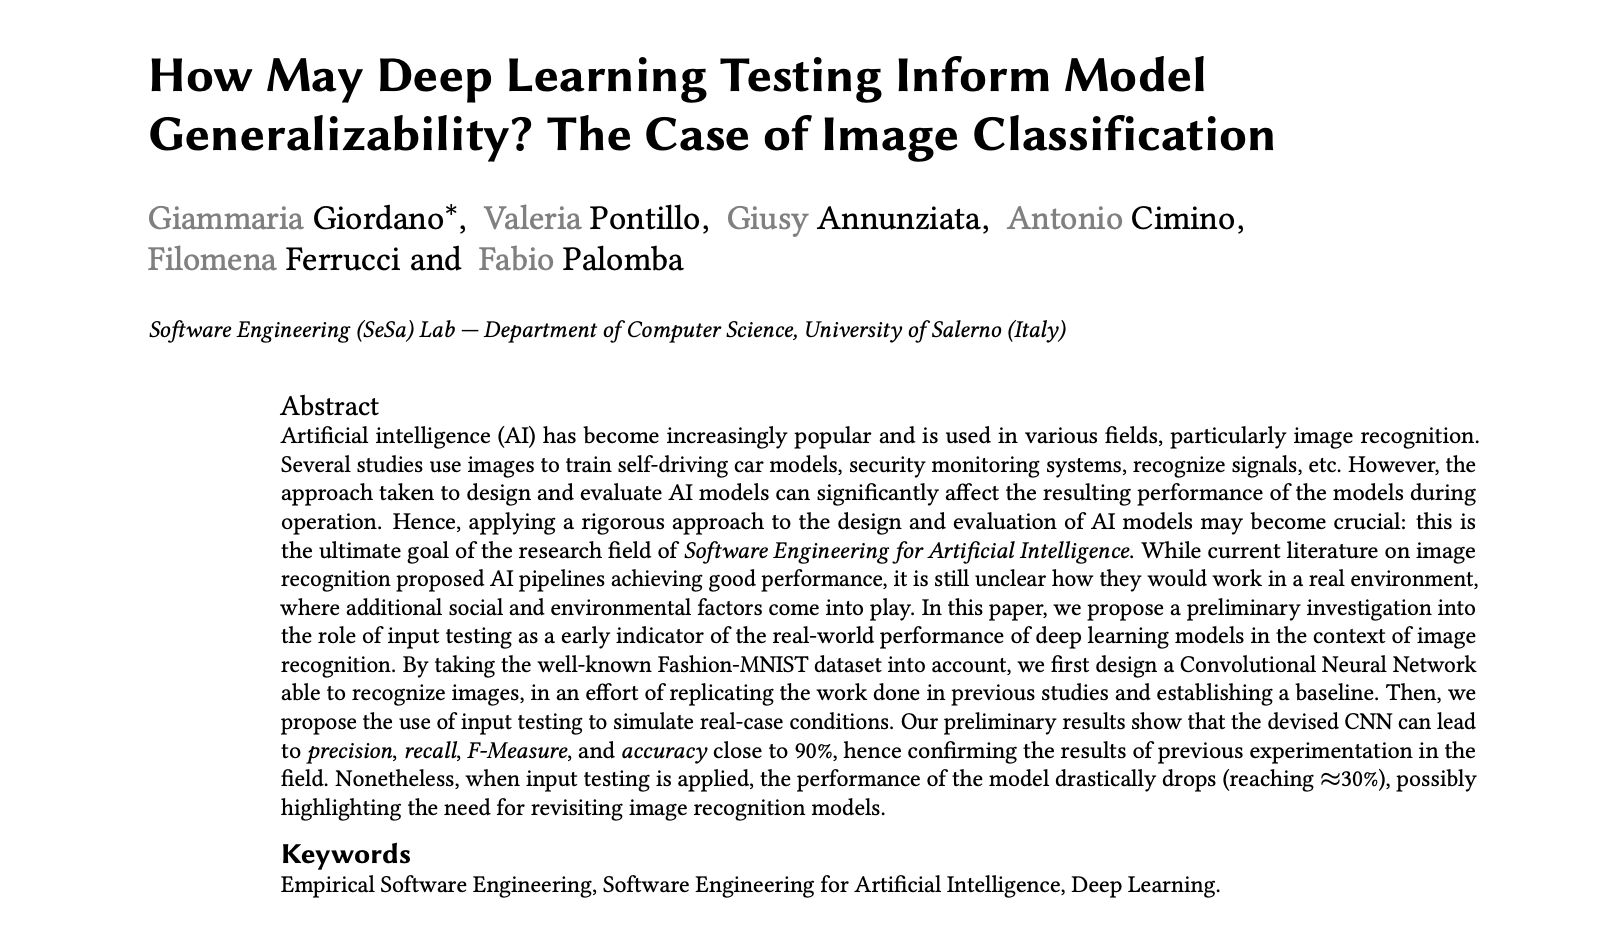 How May Deep Learning Testing Inform Model
Generalizability? The Case of Image Classification
Giammaria Giordano*, Valeria Pontillo, Giusy Annunziata, Antonio Cimino,
Filomena Ferrucci and Fabio Palomba
Software Engineering (SeSa) Lab — Department of Computer Science, University of Salerno (Italy)
Abstract
Artificial intelligence (AI) has become increasingly popular and is used in various fields, particularly image recognition.
Several studies use images to train self-driving car models, security monitoring systems, recognize signals, etc. However, the
approach taken to design and evaluate AI models can significantly affect the resulting performance of the models during
operation. Hence, applying a rigorous approach to the design and evaluation of AI models may become crucial: this is
the ultimate goal of the research field of Software Engineering for Artificial Intelligence. While current literature on image
recognition proposed AI pipelines achieving good performance, it is still unclear how they would work in a real environment,
where additional social and environmental factors come into play. In this paper, we propose a preliminary investigation into
the role of input testing as a early indicator of the real-world performance of deep learning models in the context of image
recognition. By taking the well-known Fashion-MNIST dataset into account, we first design a Convolutional Neural Network
able to recognize images, in an effort of replicating the work done in previous studies and establishing a baseline. Then, we
propose the use of input testing to simulate real-case conditions. Our preliminary results show that the devised CNN can lead
to precision, recall, F-Measure, and accuracy close to 90%, hence confirming the results of previous experimentation in the
field. Nonetheless, when input testing is applied, the performance of the model drastically drops (reaching ≈30%), possibly
highlighting the need for revisiting image recognition models.
Keywords
Empirical Software Engineering, Software Engineering for Artificial Intelligence, Deep Learning.